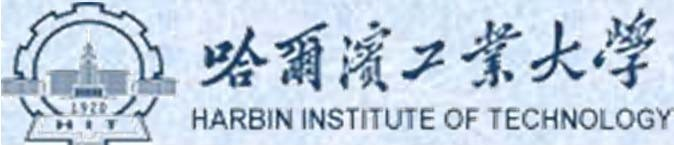 哈爾濱工業大學
HARBIN INSTITUTE OF TECHNOLOGY
1920
HIT